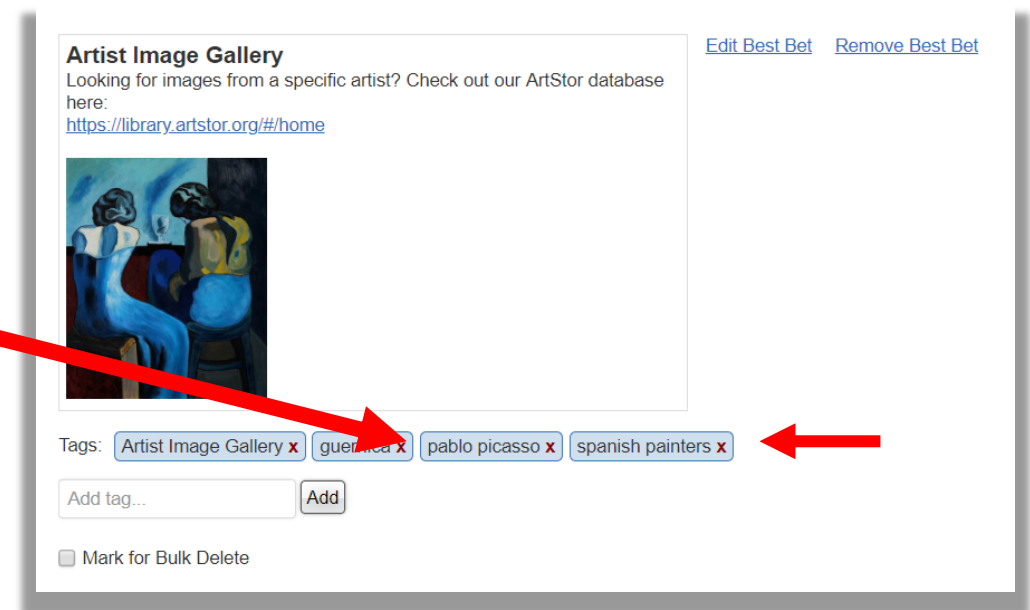 Artist Image Gallery
Looking for images from a specific artist? Check out our ArtStor database
here:
https://library.artstor.org/#/home
Edit Best Bet Remove Best Bet
Tags: Artist Image Gallery x guernica x pablo picasso x spanish painters x
Add tag... Add
Mark for Bulk Delete